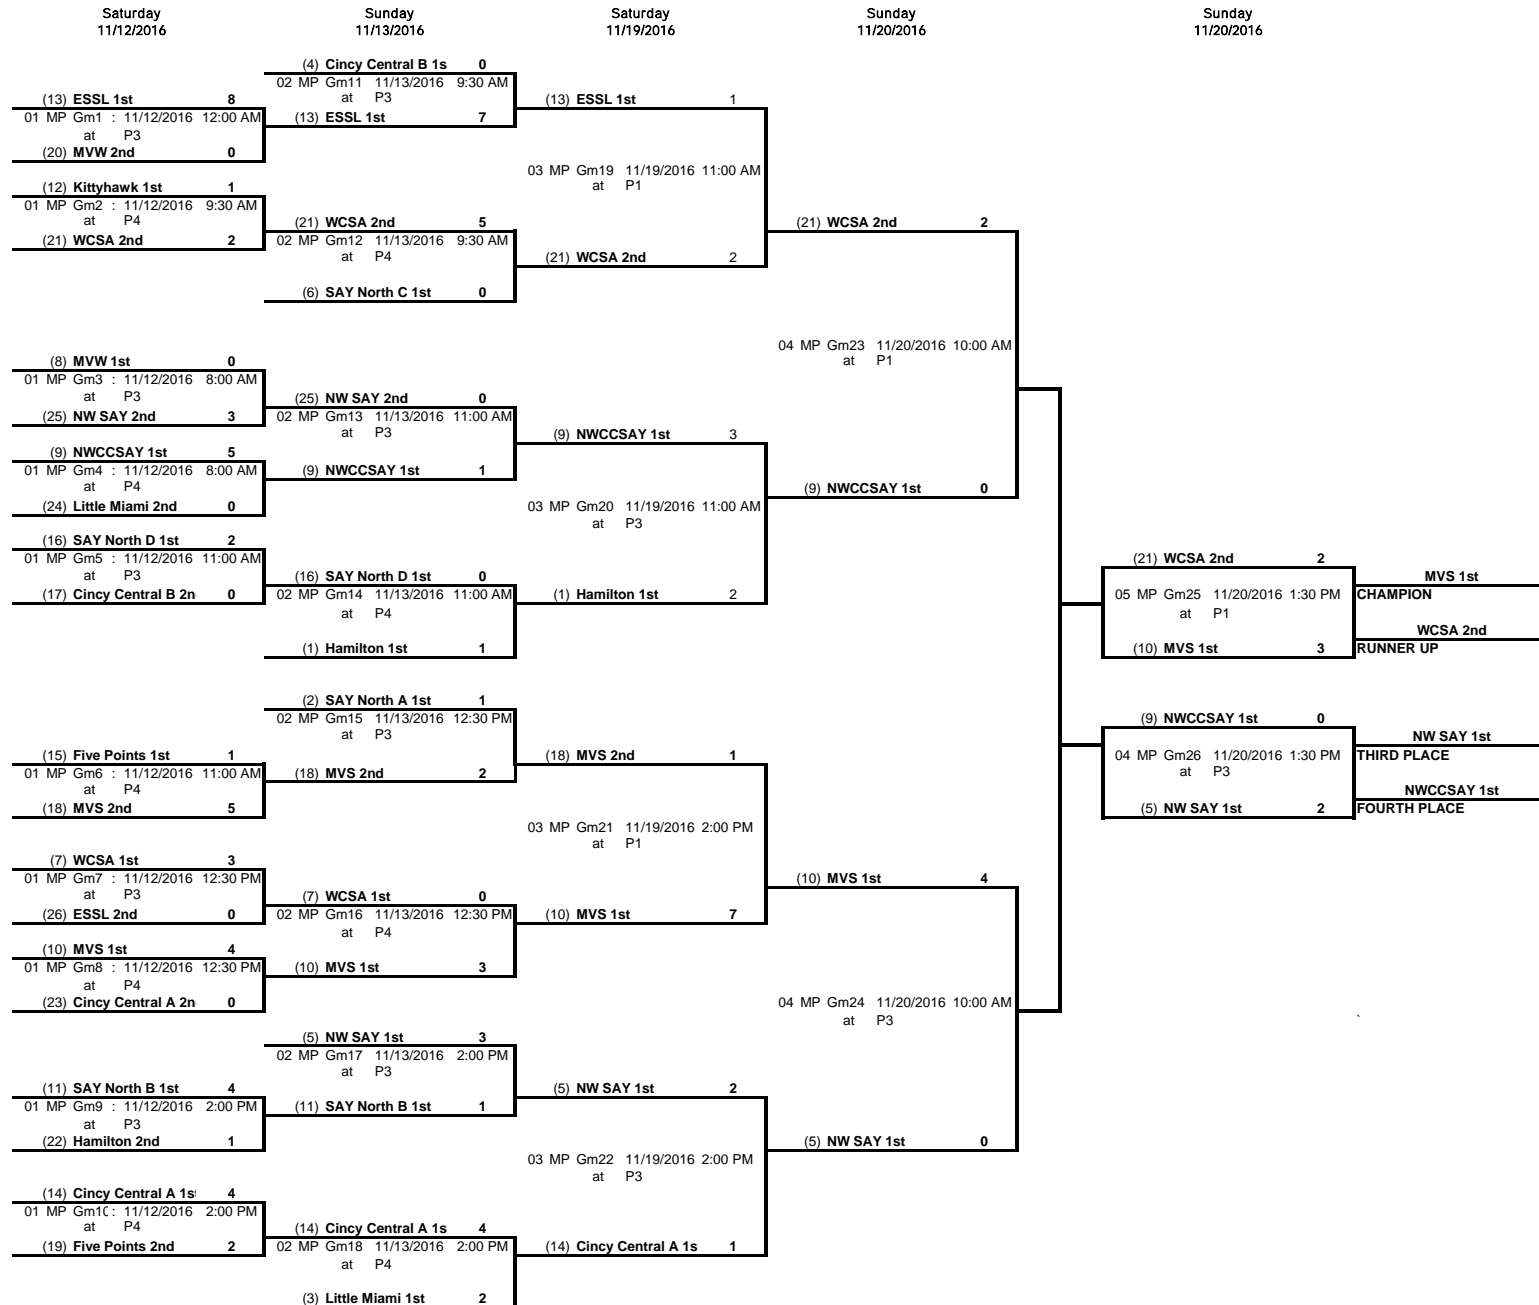 Saturday
11/12/2016
Sunday
11/13/2016
Saturday
11/19/2016
Sunday
11/20/2016
Sunday
11/20/2016
(13) ESSL 1st 8
01 MP Gm1 : 11/12/2016 12:00 AM
at P3
(20) MVW 2nd 0
(12) Kittyhawk 1st 1
01 MP Gm2 : 11/12/2016 9:30 AM
at P4
(21) WCSA 2nd 2
(8) MVW 1st 0
01 MP Gm3 : 11/12/2016 8:00 AM
at P3
(25) NW SAY 2nd 3
(9) NWCCSAY 1st 5
01 MP Gm4 : 11/12/2016 8:00 AM
at P4
(24) Little Miami 2nd 0
(16) SAY North D 1st 2
01 MP Gm5 : 11/12/2016 11:00 AM
at P3
(17) Cincy Central B 2n 0
(15) Five Points 1st 1
01 MP Gm6 : 11/12/2016 11:00 AM
at P4
(18) MVS 2nd 5
(7) WCSA 1st 3
01 MP Gm7 : 11/12/2016 12:30 PM
at P3
(26) ESSL 2nd 0
(10) MVS 1st 4
01 MP Gm8 : 11/12/2016 12:30 PM
at P4
(23) Cincy Central A 2n 0
(11) SAY North B 1st 4
01 MP Gm9 : 11/12/2016 2:00 PM
at P3
(22) Hamilton 2nd 1
(14) Cincy Central A 1st 4
01 MP Gm10 : 11/12/2016 2:00 PM
at P4
(19) Five Points 2nd 2
(4) Cincy Central B 1s 0
02 MP Gm11 11/13/2016 9:30 AM
at P3
(13) ESSL 1st 7
(21) WCSA 2nd 5
02 MP Gm12 11/13/2016 9:30 AM
at P4
(6) SAY North C 1st 0
(25) NW SAY 2nd 0
02 MP Gm13 11/13/2016 11:00 AM
at P3
(9) NWCCSAY 1st 1
(16) SAY North D 1st 0
02 MP Gm14 11/13/2016 11:00 AM
at P4
(1) Hamilton 1st 1
(2) SAY North A 1st 1
02 MP Gm15 11/13/2016 12:30 PM
at P3
(18) MVS 2nd 2
(7) WCSA 1st 0
02 MP Gm16 11/13/2016 12:30 PM
at P4
(10) MVS 1st 3
(5) NW SAY 1st 3
02 MP Gm17 11/13/2016 2:00 PM
at P3
(11) SAY North B 1st 1
(14) Cincy Central A 1s 4
02 MP Gm18 11/13/2016 2:00 PM
at P4
(3) Little Miami 1st 2
(13) ESSL 1st 1
03 MP Gm19 11/19/2016 11:00 AM
at P1
(21) WCSA 2nd 2
(9) NWCCSAY 1st 3
03 MP Gm20 11/19/2016 11:00 AM
at P3
(1) Hamilton 1st 2
(18) MVS 2nd 1
03 MP Gm21 11/19/2016 2:00 PM
at P1
(10) MVS 1st 7
(5) NW SAY 1st 2
03 MP Gm22 11/19/2016 2:00 PM
at P3
(14) Cincy Central A 1s 1
(21) WCSA 2nd 2
04 MP Gm23 11/20/2016 10:00 AM
at P1
(9) NWCCSAY 1st 0
(10) MVS 1st 4
04 MP Gm24 11/20/2016 10:00 AM
at P3
(5) NW SAY 1st 0
(21) WCSA 2nd 2
05 MP Gm25 11/20/2016 1:30 PM
at P1
(10) MVS 1st 3
(9) NWCCSAY 1st 0
04 MP Gm26 11/20/2016 1:30 PM
at P3
(5) NW SAY 1st 2
MVS 1st
CHAMPION
WCSA 2nd
RUNNER UP
NW SAY 1st
THIRD PLACE
NWCCSAY 1st
FOURTH PLACE
`